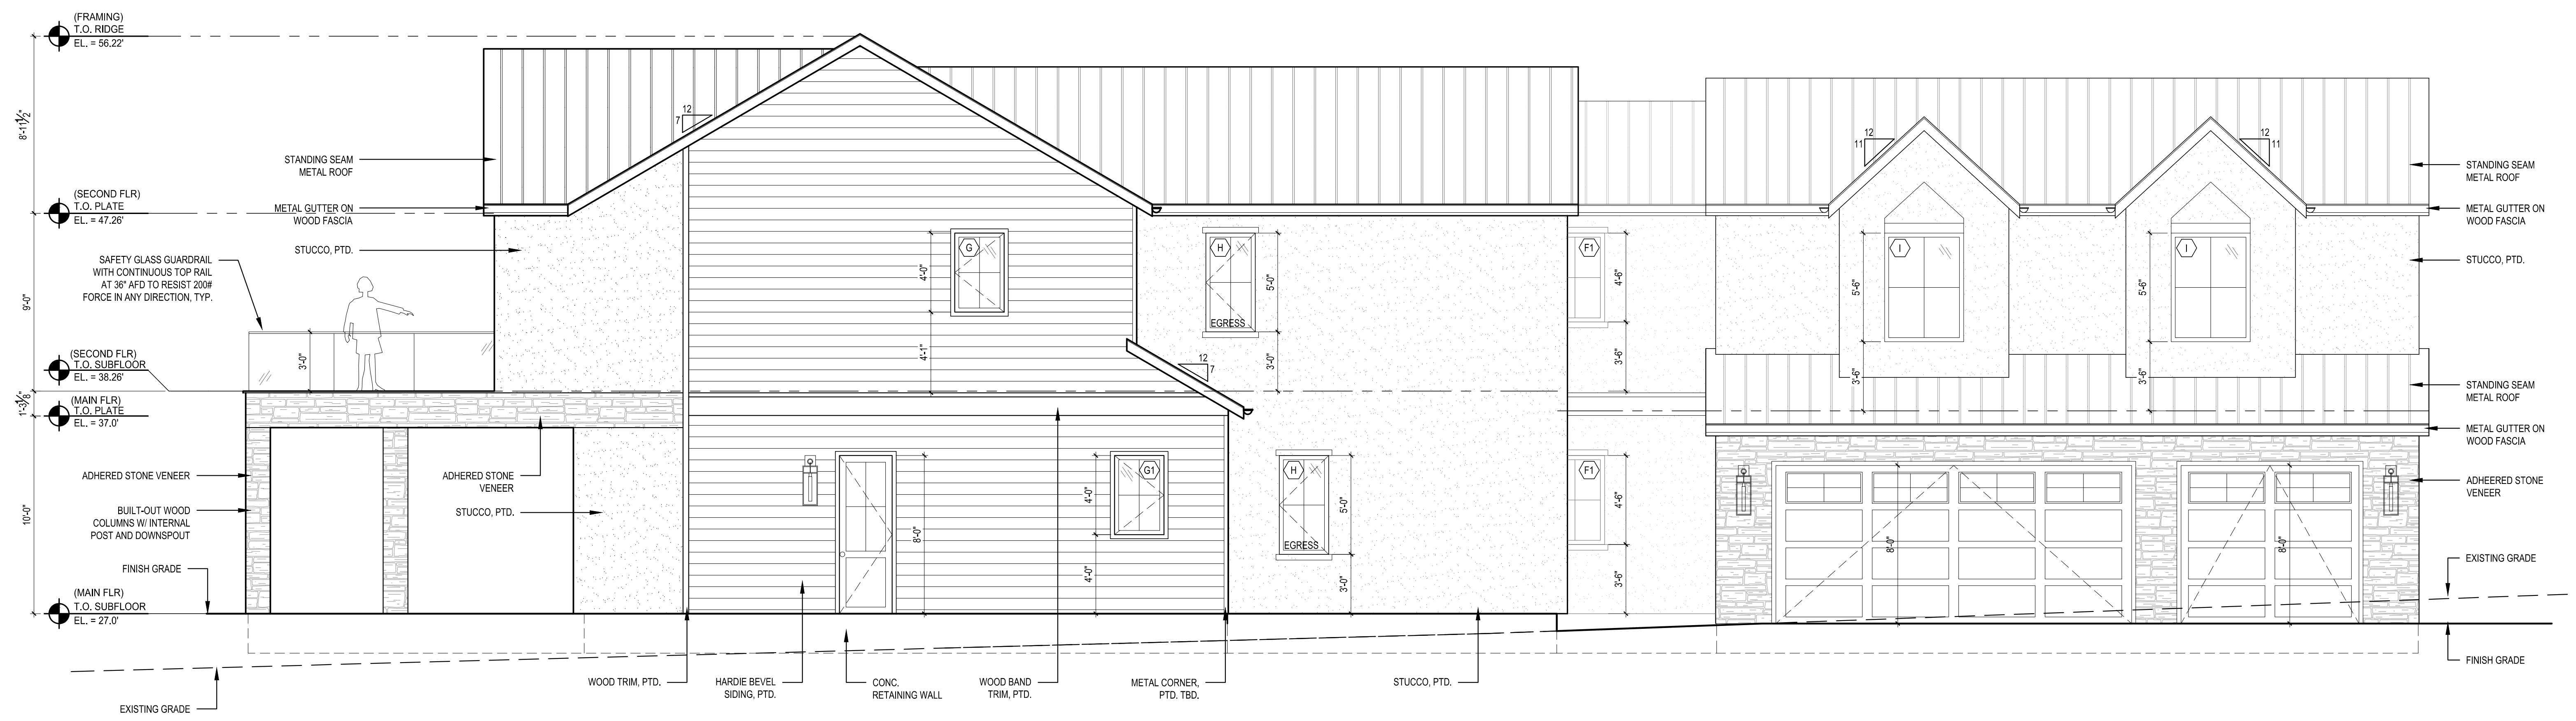 (FRAMING)
T.O. RIDGE
EL. = 56.22'
8'-11 1/2"
(SECOND FLR)
T.O. PLATE
EL. = 47.26'
9'-0"
(SECOND FLR)
T.O. SUBFLOOR
EL. = 38.26'
1'-3 1/8"
(MAIN FLR)
T.O. PLATE
EL. = 37.0'
10'-0"
(MAIN FLR)
T.O. SUBFLOOR
EL. = 27.0'
STANDING SEAM
METAL ROOF
METAL GUTTER ON
WOOD FASCIA
STUCCO, PTD.
SAFETY GLASS GUARDRAIL
WITH CONTINUOUS TOP RAIL
AT 36" AFD TO RESIST 200#
FORCE IN ANY DIRECTION, TYP.
3'-0"
ADHERED STONE VENEER
BUILT-OUT WOOD
COLUMNS W/ INTERNAL
POST AND DOWNSPOUT
FINISH GRADE
EXISTING GRADE
ADHERED STONE
VENEER
STUCCO, PTD.
12
7
G
4'-0"
4'-1"
H
EGRESS
5'-0"
3'-0"
12
7
8'-0"
G1
4'-0"
4'-0"
H
EGRESS
5'-0"
3'-0"
F1
4'-6"
3'-6"
F1
4'-6"
3'-6"
12
11
12
11
I
5'-6"
3'-6"
I
5'-6"
3'-6"
8'-0"
8'-0"
STANDING SEAM
METAL ROOF
METAL GUTTER ON
WOOD FASCIA
STUCCO, PTD.
STANDING SEAM
METAL ROOF
METAL GUTTER ON
WOOD FASCIA
ADHEERED STONE
VENEER
EXISTING GRADE
FINISH GRADE
WOOD TRIM, PTD.
HARDIE BEVEL
SIDING, PTD.
CONC.
RETAINING WALL
WOOD BAND
TRIM, PTD.
METAL CORNER,
PTD. TBD.
STUCCO, PTD.